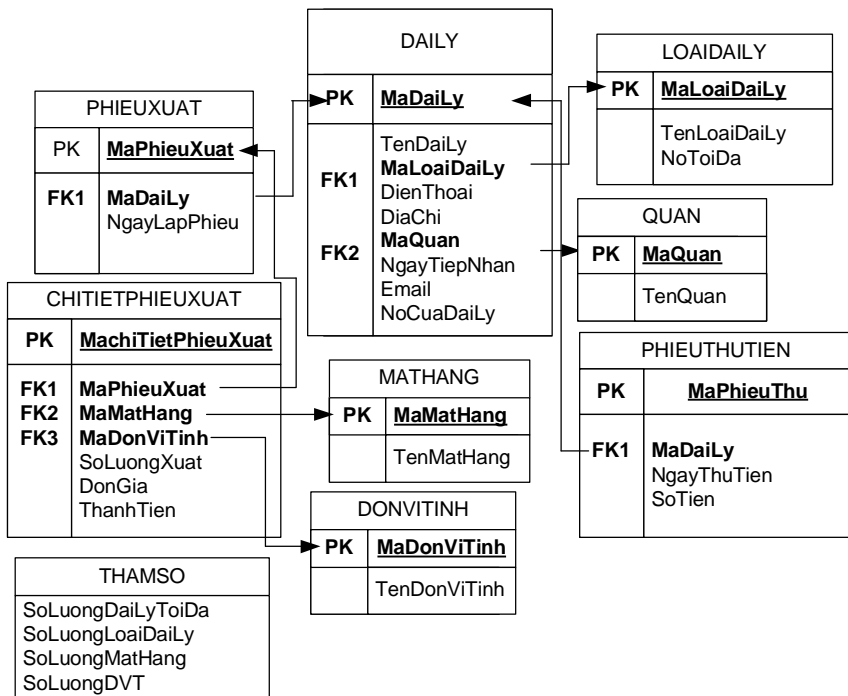 DAILY
PK MaDaiLy
TenDaiLy
FK1 MaLoaiDaiLy
DienThoai
DiaChi
FK2 MaQuan
NgayTiepNhan
Email
NoCuaDaiLy
LOAIDAILY
PK MaLoaiDaiLy
TenLoaiDaiLy
NoToiDa
PHIEUXUAT
PK MaPhieuXuat
FK1 MaDaiLy
NgayLapPhieu
QUAN
PK MaQuan
TenQuan
CHITIETPHIEUXUAT
PK MachiTietPhieuXuat
FK1 MaPhieuXuat
FK2 MaMatHang
FK3 MaDonViTinh
SoLuongXuat
DonGia
ThanhTien
MATHANG
PK MaMatHang
TenMatHang
PHIEUTHUTIEN
PK MaPhieuThu
FK1 MaDaiLy
NgayThuTien
SoTien
DONVITINH
PK MaDonViTinh
TenDonViTinh
THAMSO
SoLuongDaiLyToiDa
SoLuongLoaiDaiLy
SoLuongMatHang
SoLuongDVT